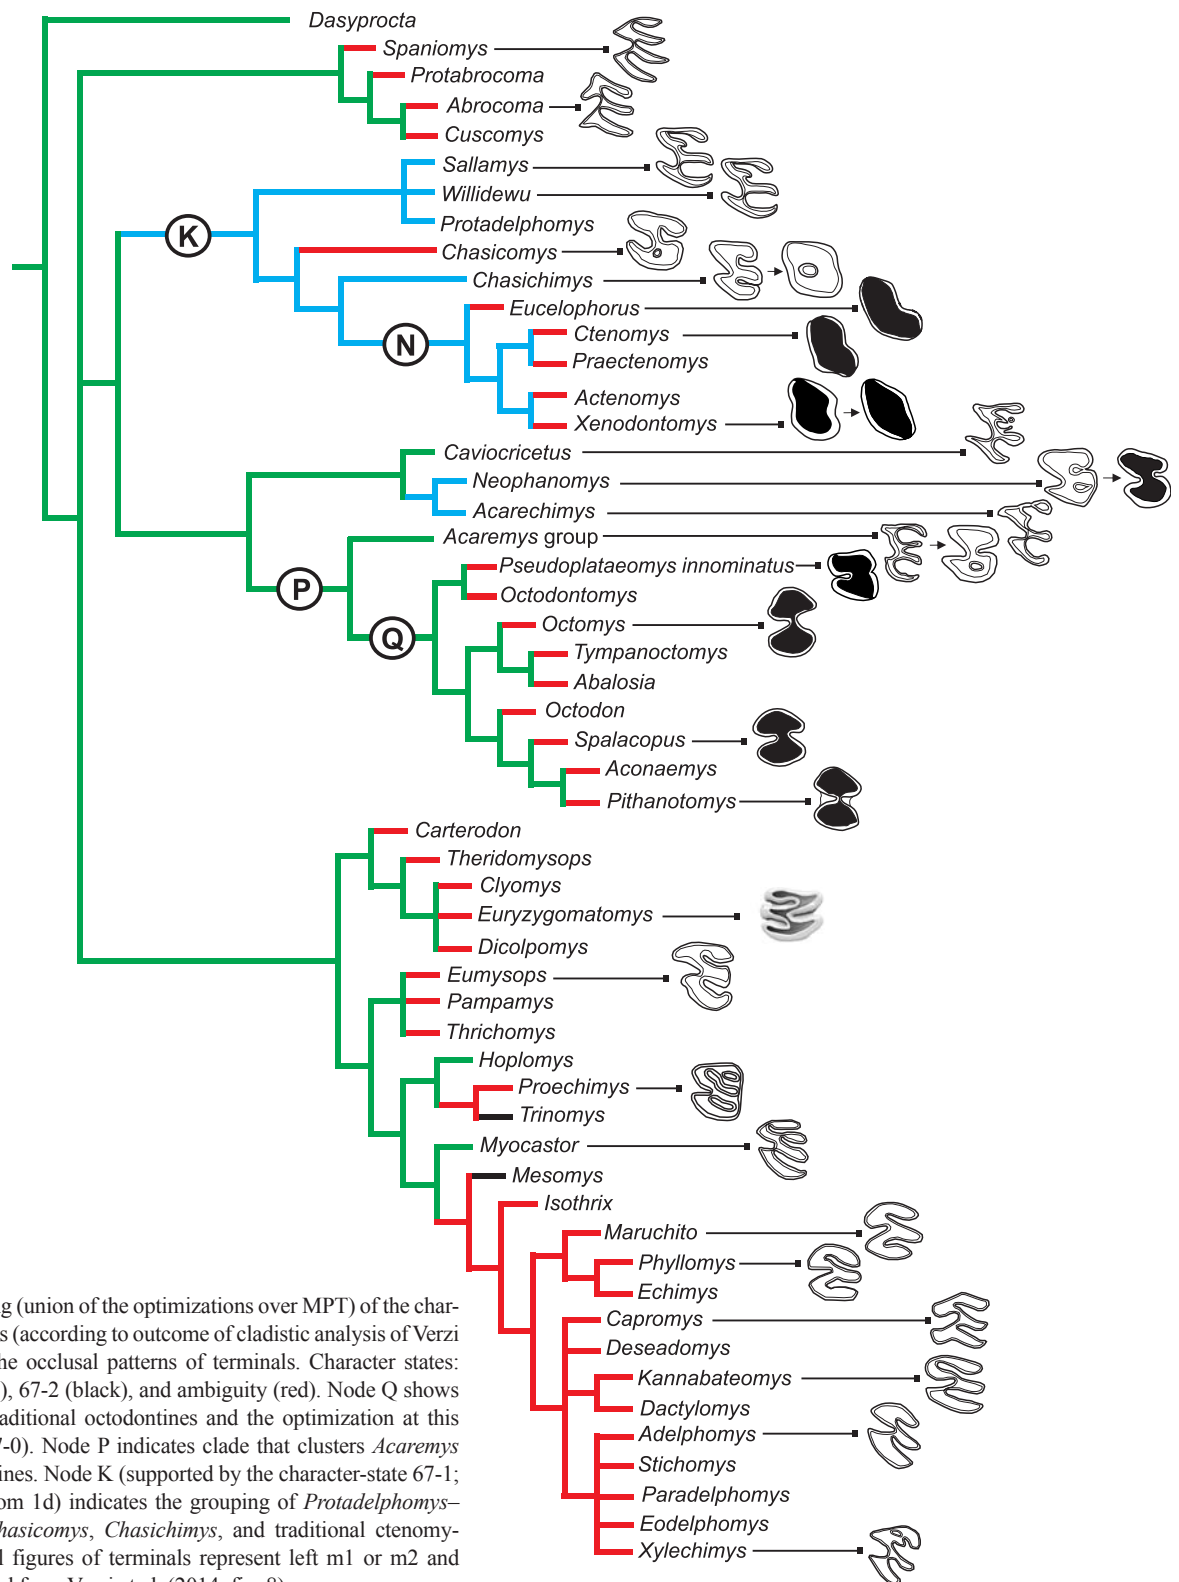 Dasyprocta
Spaniomys
Protabrocoma
Abrocoma
Cuscomys
Sallamys
Willidewu
Protadelphomys
K
Chasicomys
Chasichimys
Eucelophorus
N
Ctenomys
Praectenomys
Actenomys
Xenodontomys
Caviocricetus
Neophanomys
Acarechimys
Acaremys group
Pseudoplataeomys innominatus
P
Octodontomys
Octomys
Q
Tympanoctomys
Abalosia
Octodon
Spalacopus
Aconaemys
Pithanotomys
Carterodon
Theridomysops
Clyomys
Euryzygomatomys
Dicolpomys
Eumysops
Pampamys
Thrichomys
Hoplomys
Proechimys
Trinomys
Myocastor
Mesomys
Isothrix
Maruchito
Phyllomys
Echimys
Capromys
Deseadomys
Kannabateomys
Dactylomys
Adelphomys
Stichomys
Paradelphomys
Eodelphomys
Xylechimys
g (union of the optimizations over MPT) of the char-
s (according to outcome of cladistic analysis of Verzi
he occlusal patterns of terminals. Character states:
), 67-2 (black), and ambiguity (red). Node Q shows
aditional octodontines and the optimization at this
7-0). Node P indicates clade that clusters Acaremys
ines. Node K (supported by the character-state 67-1;
om 1d) indicates the grouping of Protadelphomys–
hasicomys, Chasichimys, and traditional ctenomy-
l figures of terminals represent left m1 or m2 and